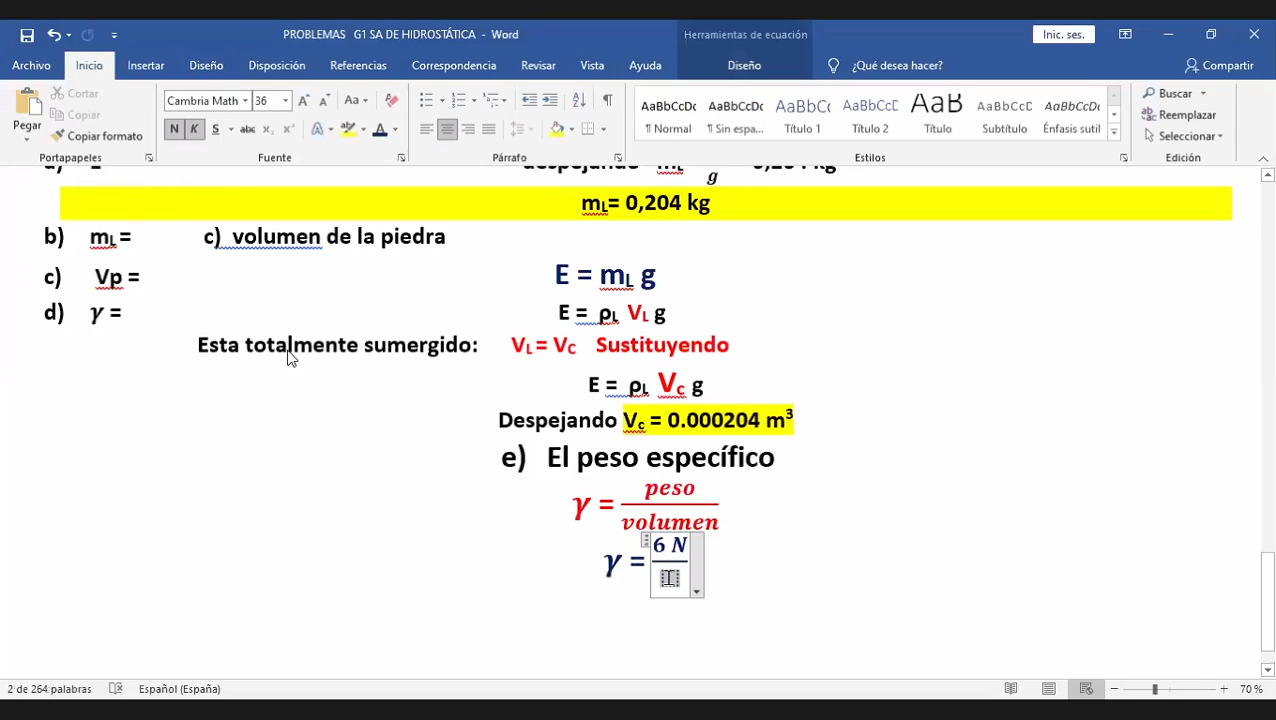 PROBLEMAS G1 SA DE HIDROSTÁTICA - Word
Herramientas de ecuación
Inic. ses.
Archivo Inicio Insertar Diseño Disposición Referencias Correspondencia Revisar Vista Ayuda Diseño ¿Qué desea hacer? Compartir
Pegar
Cortar
Copiar
Copiar formato
Portapapeles
Cambria Math 36
N K S abc x₂ x²
Fuente
Párrafo
AaBbCcDc AaBbCcDc AaBbCc AaBbCcD AaB AaBbCcD AaBbCcDc
¶ Normal ¶ Sin espa... Título 1 Título 2 Título Subtítulo Énfasis sutil
Estilos
Buscar
Reemplazar
Seleccionar
Edición
g
mL= 0,204 kg
b) mL = c) volumen de la piedra
c) Vp = E = mL g
d) γ = E = ρL VL g
Esta totalmente sumergido: VL = VC Sustituyendo
E = ρL Vc g
Despejando Vc = 0.000204 m³
e) El peso específico
γ = peso
volumen
γ = 6 N
2 de 264 palabras Español (España) 70 %